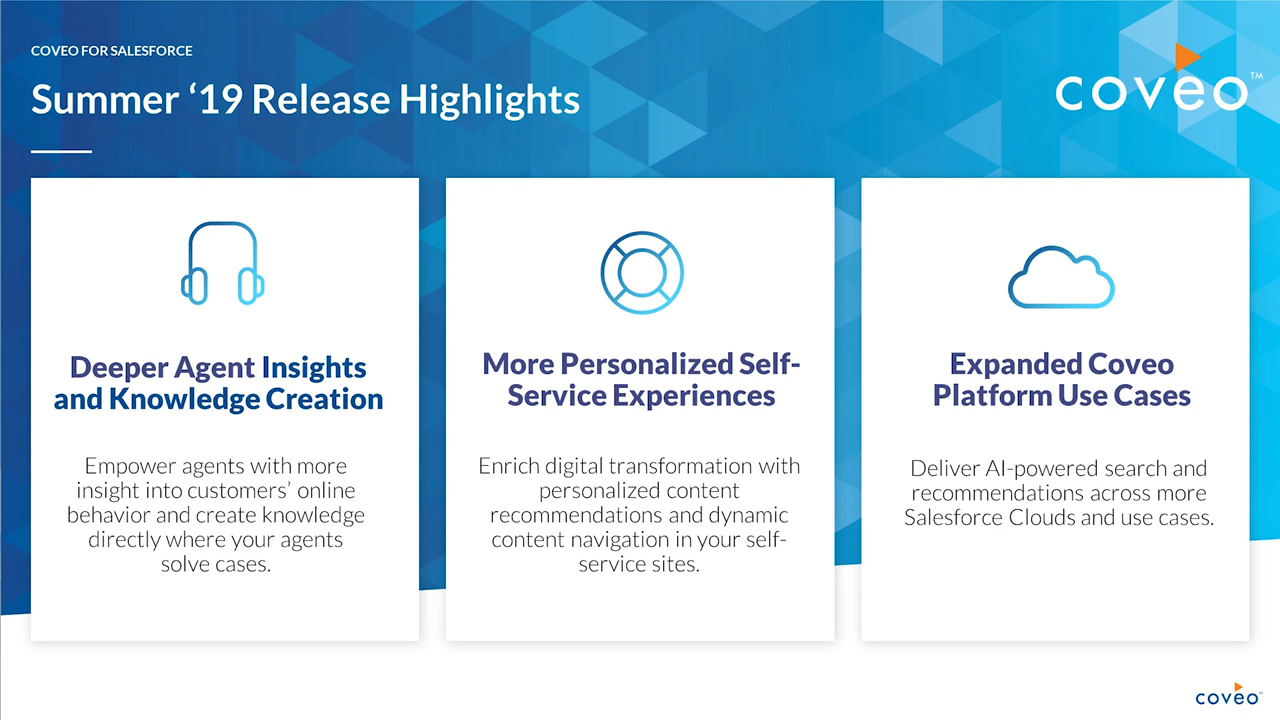 COVEO FOR SALESFORCE
Summer ‘19 Release Highlights
coveo™
Deeper Agent Insights
and Knowledge Creation
Empower agents with more
insight into customers’ online
behavior and create knowledge
directly where your agents
solve cases.
More Personalized Self-
Service Experiences
Enrich digital transformation with
personalized content
recommendations and dynamic
content navigation in your self-
service sites.
Expanded Coveo
Platform Use Cases
Deliver AI-powered search and
recommendations across more
Salesforce Clouds and use cases.
coveo™